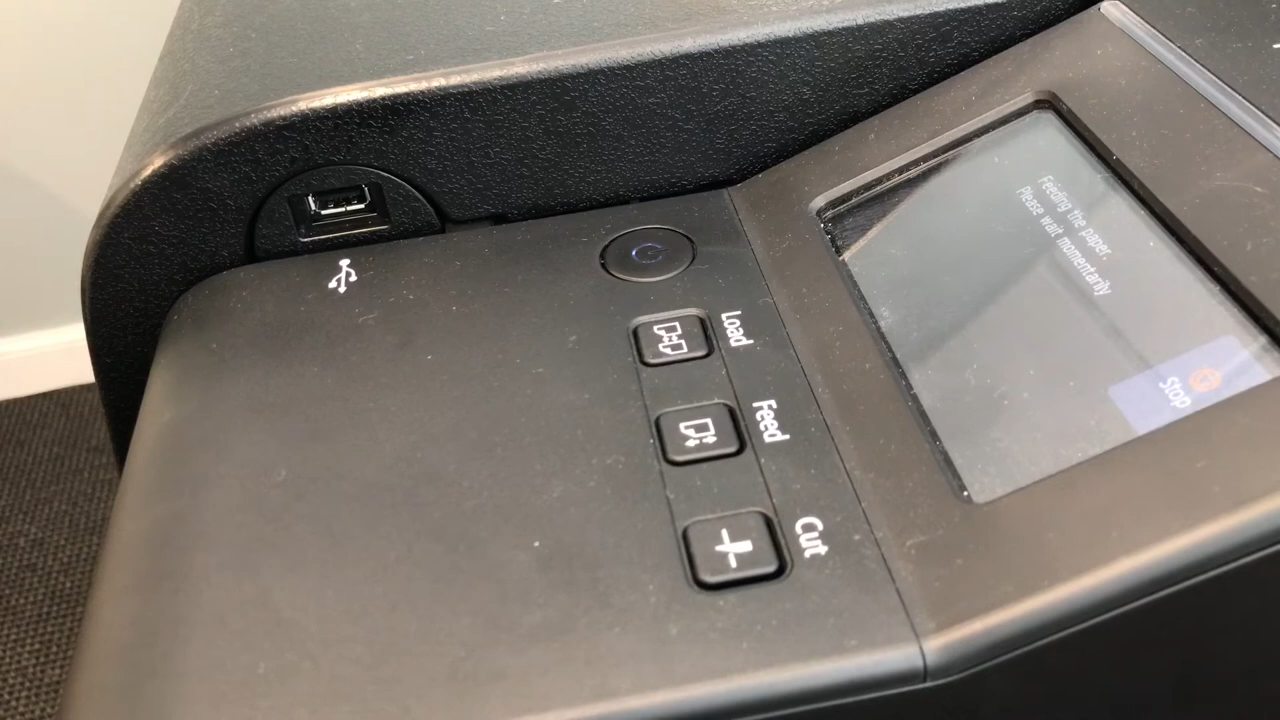 Feeding the paper.
Please wait momentarily
Stop
Load
Feed
Cut